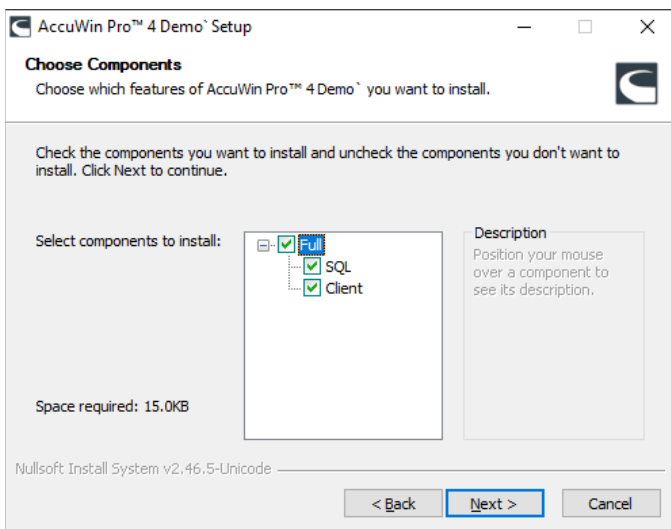 AccuWin Pro™ 4 Demo` Setup
Choose Components
Choose which features of AccuWin Pro™ 4 Demo` you want to install.
Check the components you want to install and uncheck the components you don't want to
install. Click Next to continue.
Select components to install:
Full
SQL
Client
Description
Position your mouse
over a component to
see its description.
Space required: 15.0KB
Nullsoft Install System v2.46.5-Unicode
< Back
Next >
Cancel